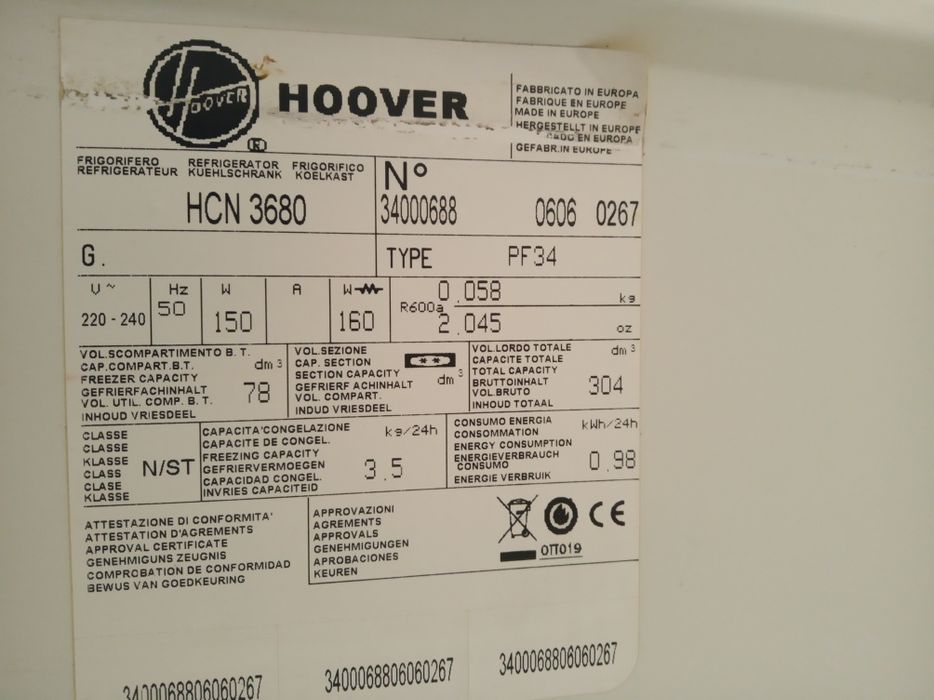 HOOVER
HOOVER
®
FABBRICATO IN EUROPA
FABRIQUE EN EUROPE
MADE IN EUROPE
HERGESTELLT IN EUROPE
EN EUROPA
GEFABR.IN EUROPE
FRIGORIFERO REFRIGERATOR FRIGORIFICO
REFRIGERATEUR KUEHLSCHRANK KOELKAST
HCN 3680
N°
34000688 0606 0267
G.
TYPE PF34
V ~
220 - 240
Hz
50
W
150
A
W
160
R600a
0.058 kg
2.045 oz
VOL.SCOMPARTIMENTO B.T.
CAP.COMPART.B.T.
FREEZER CAPACITY
GEFRIERFACHINHALT
VOL. UTIL. COMP. B. T.
INHOUD VRIESDEEL
dm³
78
VOL.SEZIONE
CAP. SECTION
SECTION CAPACITY
GEFRIERF ACHINHALT
VOL. COMPART.
INDUD VRIESDEEL
dm³
VOL.LORDO TOTALE
CAPACITE TOTALE
TOTAL CAPACITY
BRUTTOINHALT
VOL.BRUTO
INHOUD TOTAAL
dm³
304
CLASSE
CLASSE
KLASSE
CLASS
CLASE
KLASSE
N/ST
CAPACITA'CONGELAZIONE
CAPACITE DE CONGEL.
FREEZING CAPACITY
GEFRIERVERMOEGEN
CAPACIDAD CONGEL.
INVRIES CAPACITEID
kg/24h
3.5
CONSUMO ENERGIA
CONSOMMATION
ENERGY CONSUMPTION
ENERGIEVERBRAUCH
CONSUMO
ENERGIE VERBRUIK
kWh/24h
0.98
ATTESTAZIONE DI CONFORMITA'
ATTESTATION D'AGREMENTS
APPROVAL CERTIFICATE
GENEHMIGUNS ZEUGNIS
COMPROBATION DE CONFORMIDAD
BEWUS VAN GOEDKEURING
APPROVAZIONI
AGREMENTS
APPROVALS
GENEHMIGUNGEN
APROBACIONES
KEUREN
CE
OTT019
3400068806060267 3400068806060267 3400068806060267